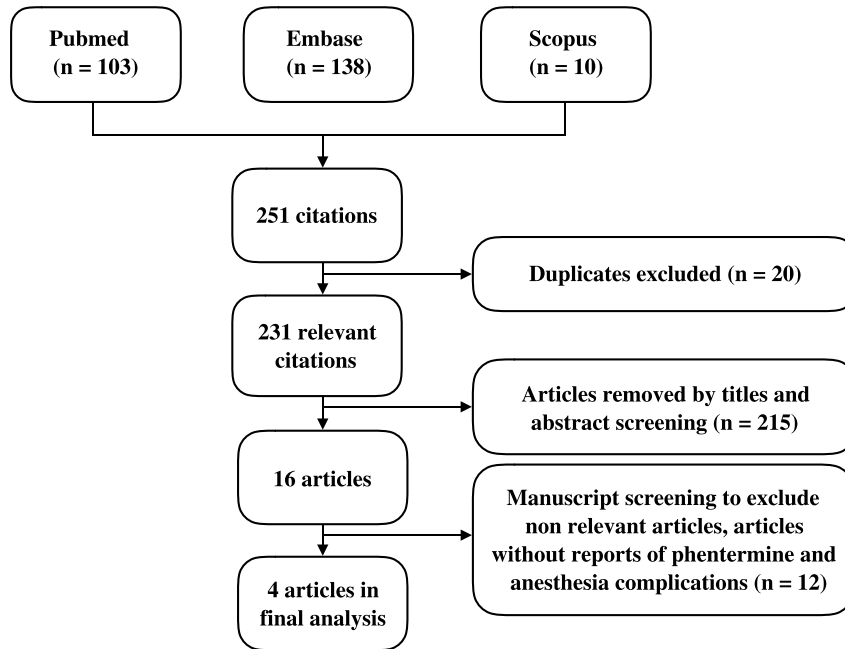 Pubmed
(n = 103)
Embase
(n = 138)
Scopus
(n = 10)
251 citations
Duplicates excluded (n = 20)
231 relevant
citations
Articles removed by titles and
abstract screening (n = 215)
16 articles
Manuscript screening to exclude
non relevant articles, articles
without reports of phentermine and
anesthesia complications (n = 12)
4 articles in
final analysis